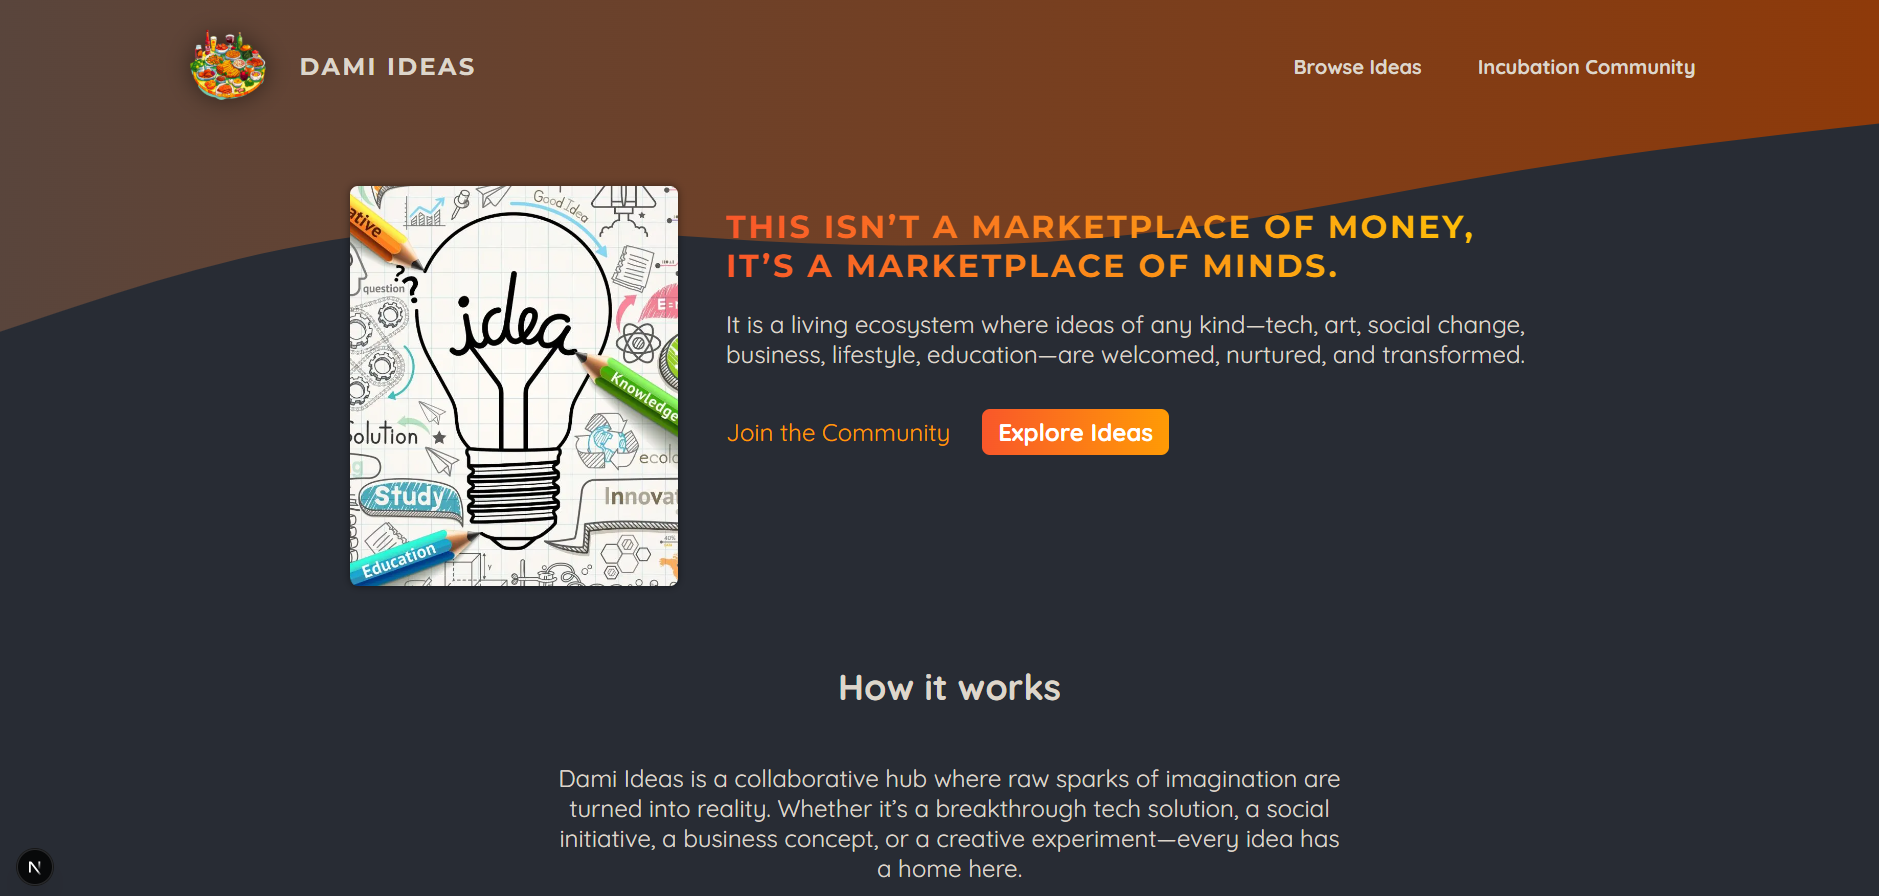 DAMI IDEAS
Browse Ideas
Incubation Community
THIS ISN’T A MARKETPLACE OF MONEY,
IT’S A MARKETPLACE OF MINDS.
It is a living ecosystem where ideas of any kind—tech, art, social change,
business, lifestyle, education—are welcomed, nurtured, and transformed.
Join the Community
Explore Ideas
ative
Good Idea
? ?
question
idea
E=
Knowledge
olution
g
ecolo
Study
Innovat
Education
40%
y
How it works
Dami Ideas is a collaborative hub where raw sparks of imagination are
turned into reality. Whether it’s a breakthrough tech solution, a social
initiative, a business concept, or a creative experiment—every idea has
a home here.
N